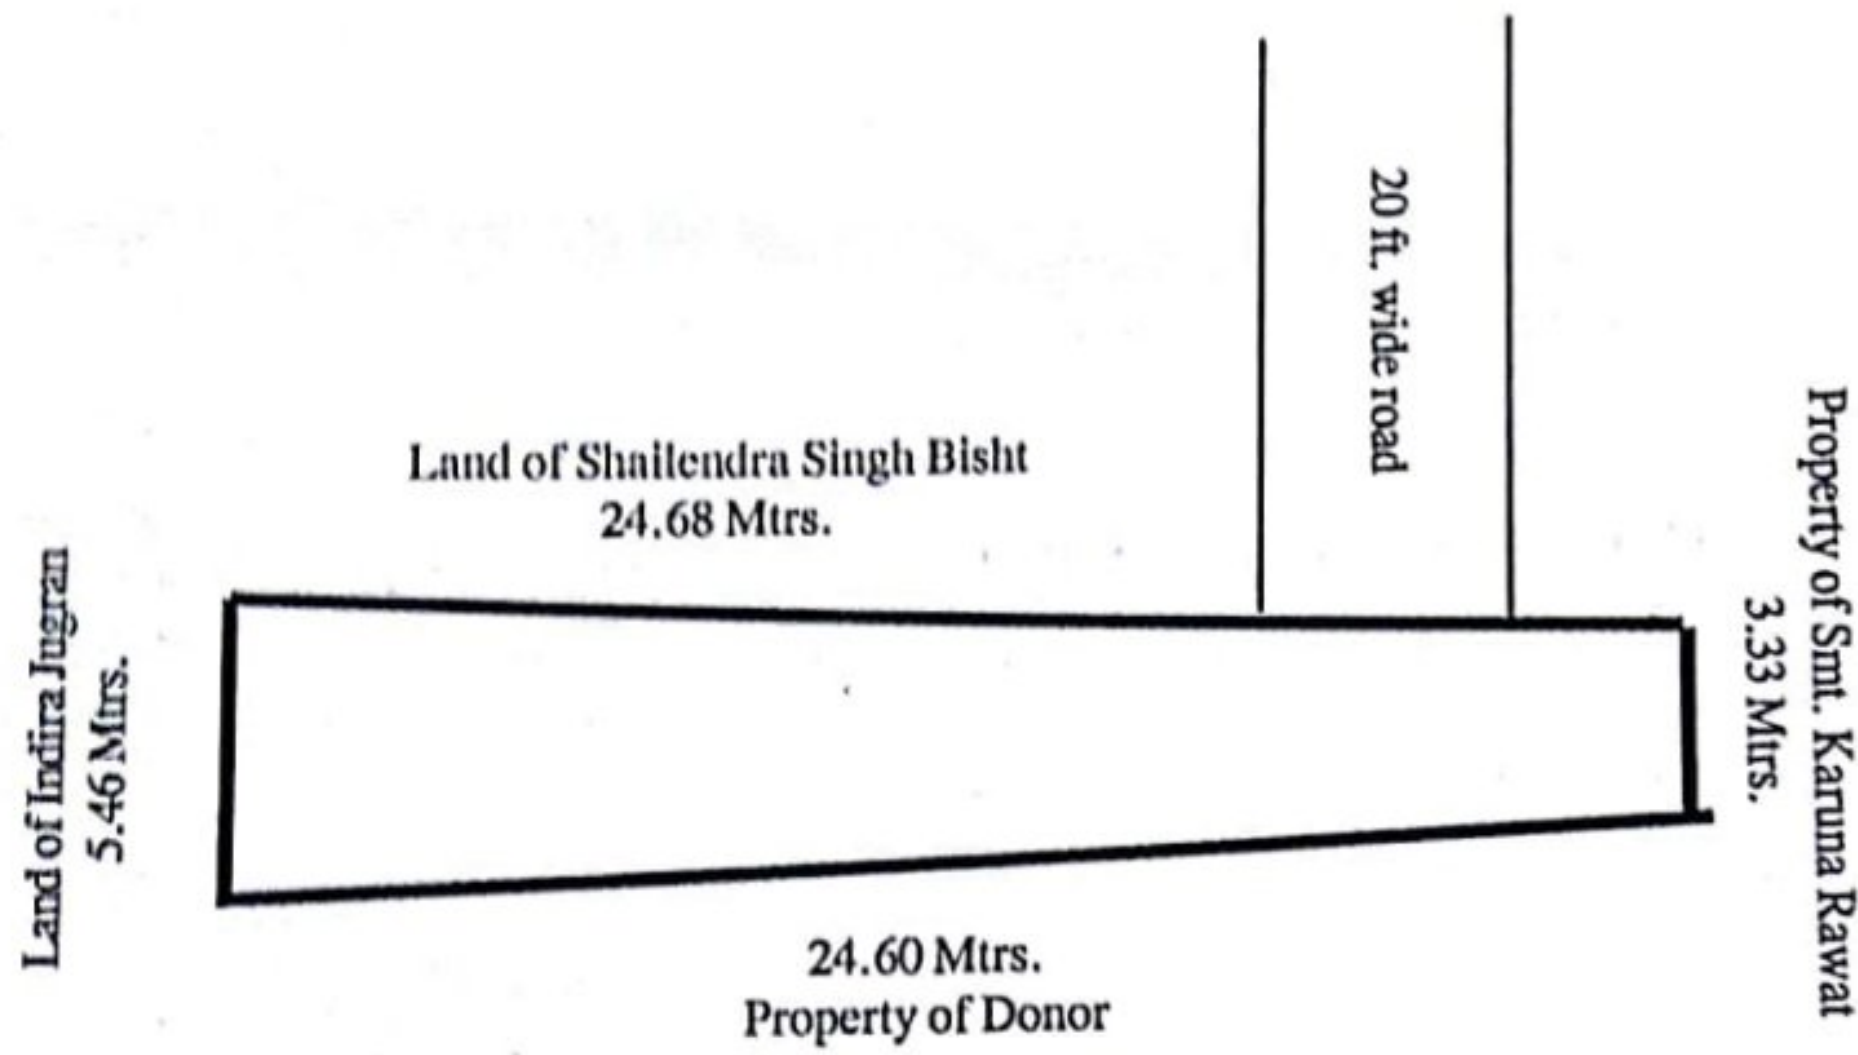 20 ft. wide road
Land of Shailendra Singh Bisht
24.68 Mtrs.
Land of Indira Jugran
5.46 Mtrs.
3.33 Mtrs.
Property of Smt. Karuna Rawat
24.60 Mtrs.
Property of Donor